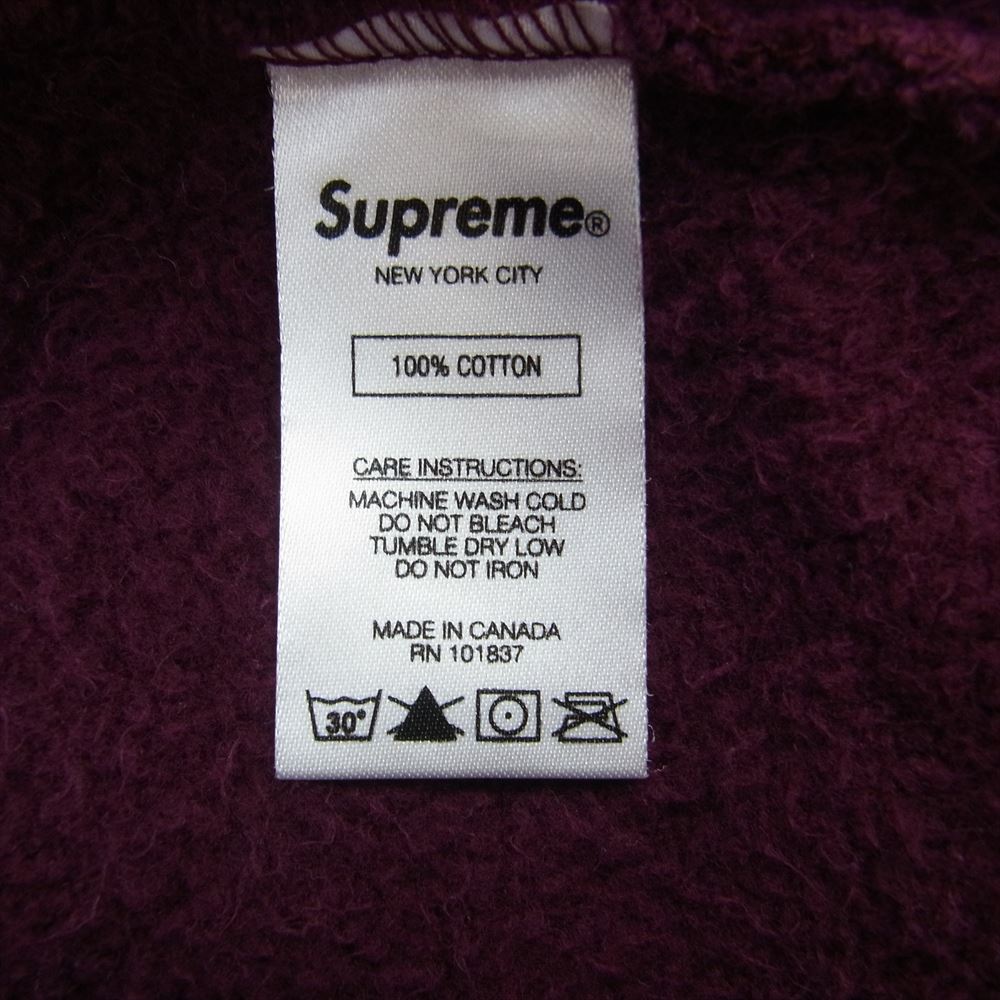 Supreme®
NEW YORK CITY
100% COTTON
CARE INSTRUCTIONS:
MACHINE WASH COLD
DO NOT BLEACH
TUMBLE DRY LOW
DO NOT IRON
MADE IN CANADA
RN 101837
30°